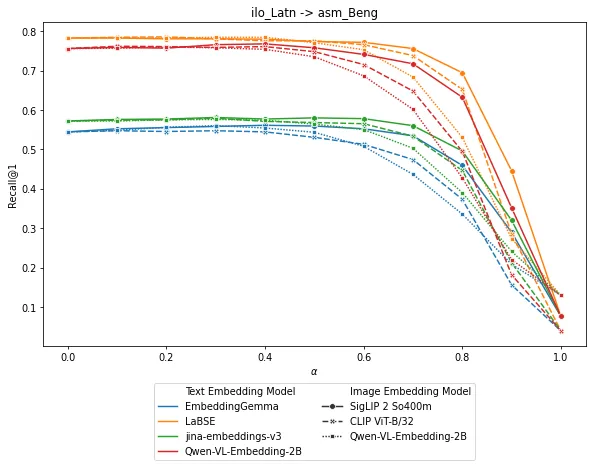 ilo_Latn -> asm_Beng
Recall@1
0.8
0.7
0.6
0.5
0.4
0.3
0.2
0.1
0.0 0.2 0.4 0.6 0.8 1.0
α
Text Embedding Model
EmbeddingGemma
LaBSE
jina-embeddings-v3
Qwen-VL-Embedding-2B
Image Embedding Model
SigLIP 2 So400m
CLIP ViT-B/32
Qwen-VL-Embedding-2B